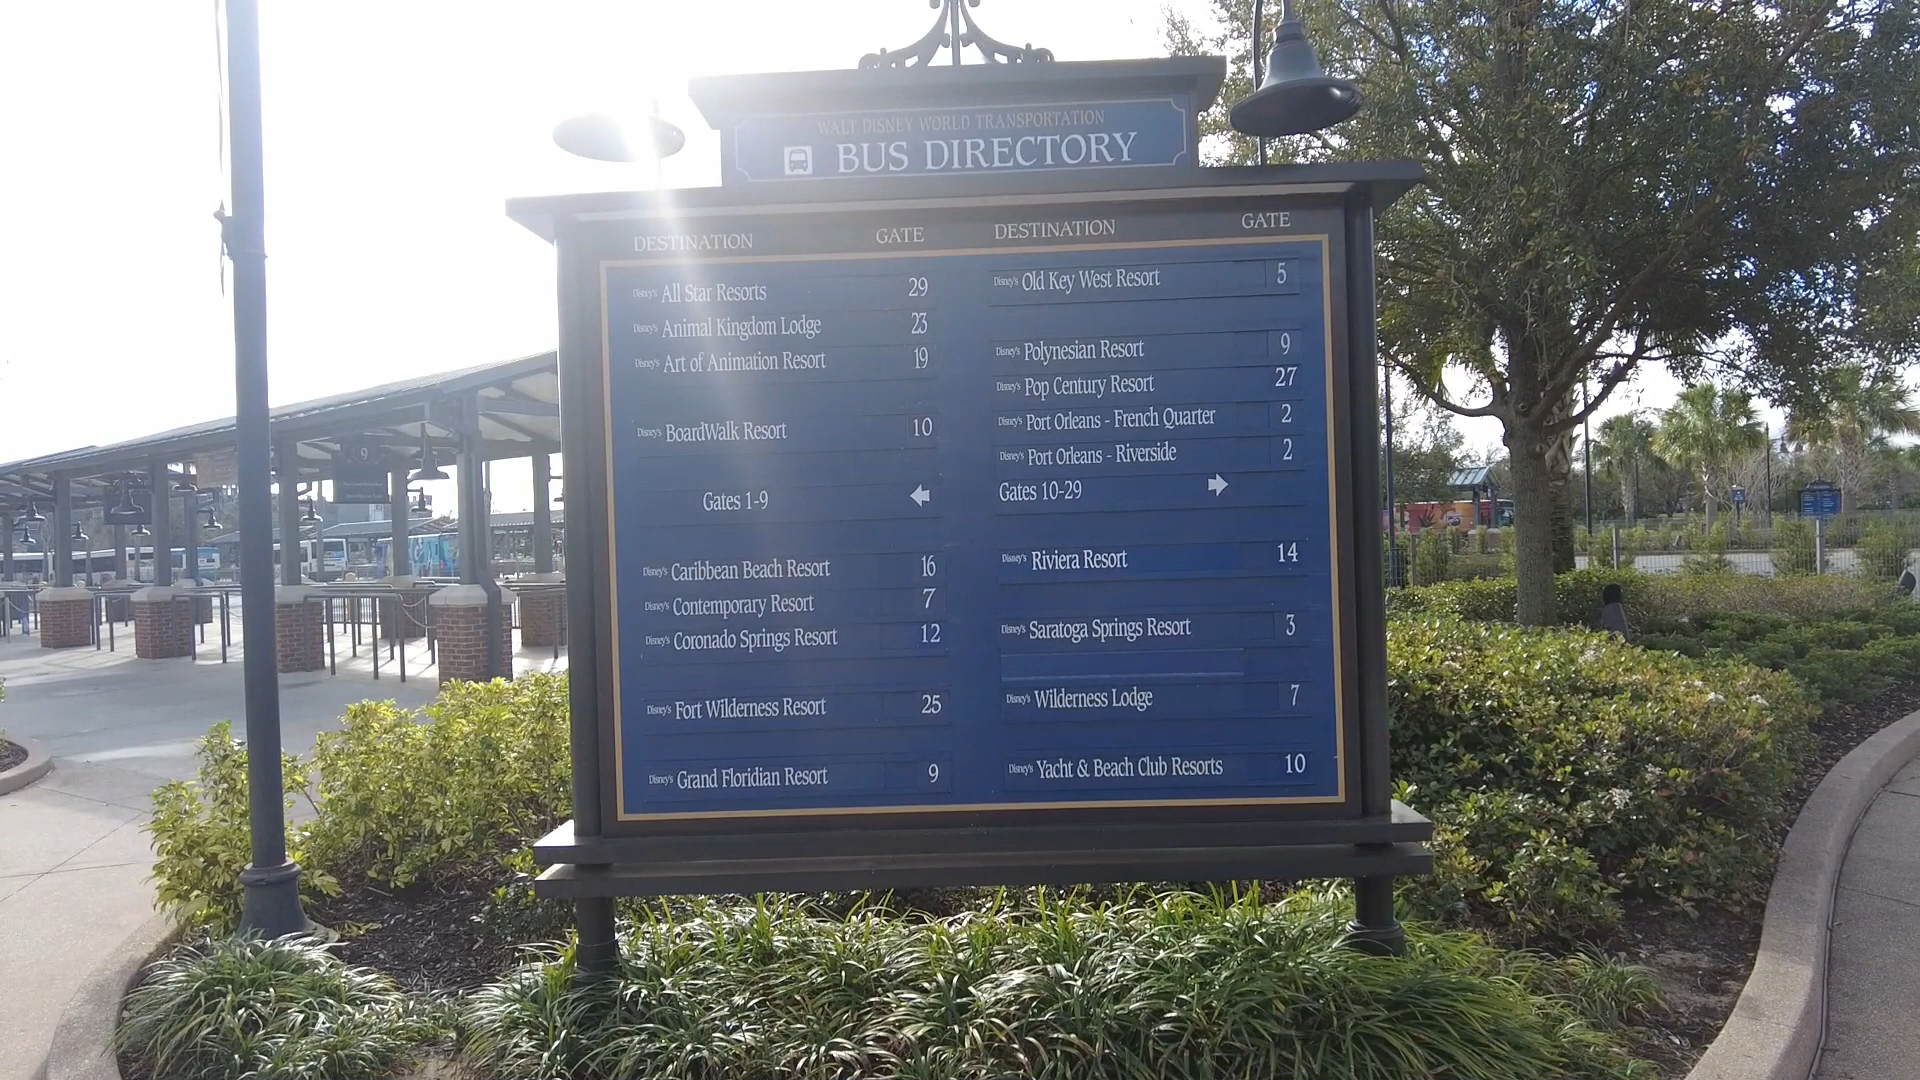 WALT DISNEY WORLD TRANSPORTATION
BUS DIRECTORY
DESTINATION GATE
Disney's All Star Resorts 29
Disney's Animal Kingdom Lodge 23
Disney's Art of Animation Resort 19
Disney's BoardWalk Resort 10
Gates 1-9
Disney's Caribbean Beach Resort 16
Disney's Contemporary Resort 7
Disney's Coronado Springs Resort 12
Disney's Fort Wilderness Resort 25
Disney's Grand Floridian Resort 9
DESTINATION GATE
Disney's Old Key West Resort 5
Disney's Polynesian Resort 9
Disney's Pop Century Resort 27
Disney's Port Orleans - French Quarter 2
Disney's Port Orleans - Riverside 2
Gates 10-29
Disney's Riviera Resort 14
Disney's Saratoga Springs Resort 3
Disney's Wilderness Lodge 7
Disney's Yacht & Beach Club Resorts 10
9